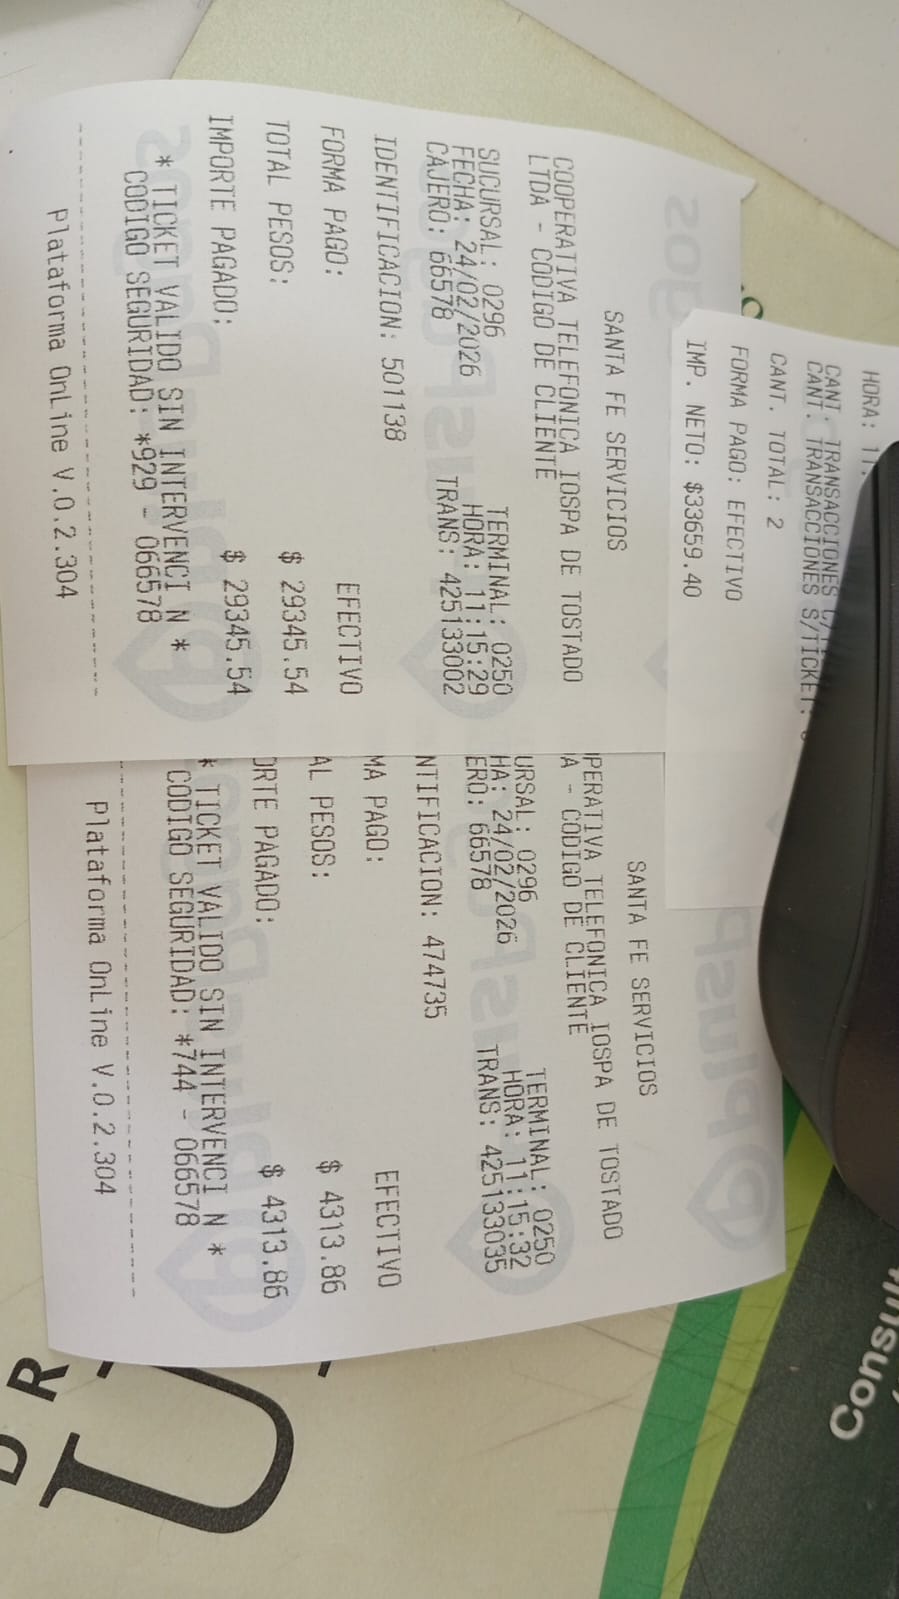 HORA: 11:
CANT. TRANSACCIONES C/
CANT. TRANSACCIONES S/TICKET:
CANT. TOTAL: 2
FORMA PAGO: EFECTIVO
IMP. NETO: $33659.40
SANTA FE SERVICIOS
COOPERATIVA TELEFONICA IOSPA DE TOSTADO
LTDA - CODIGO DE CLIENTE
SUCURSAL: 0296 TERMINAL: 0250
FECHA: 24/02/2026 HORA: 11:15:29
CAJERO: 66578 TRANS: 425133002
IDENTIFICACION: 501138
FORMA PAGO: EFECTIVO
TOTAL PESOS: $ 29345.54
IMPORTE PAGADO: $ 29345.54
* TICKET VALIDO SIN INTERVENCI N *
CODIGO SEGURIDAD: *929 - 066578
Plataforma OnLine V.0.2.304
PlusPagos
SANTA FE SERVICIOS
PERATIVA TELEFONICA IOSPA DE TOSTADO
A - CODIGO DE CLIENTE
URSAL: 0296 TERMINAL: 0250
HA: 24/02/2026 HORA: 11:15:32
ERO: 66578 TRANS: 425133035
NTIFICACION: 474735
MA PAGO: EFECTIVO
AL PESOS: $ 4313.86
ORTE PAGADO: $ 4313.86
* TICKET VALIDO SIN INTERVENCI N *
CODIGO SEGURIDAD: *744 - 066578
Plataforma OnLine V.0.2.304
Consul